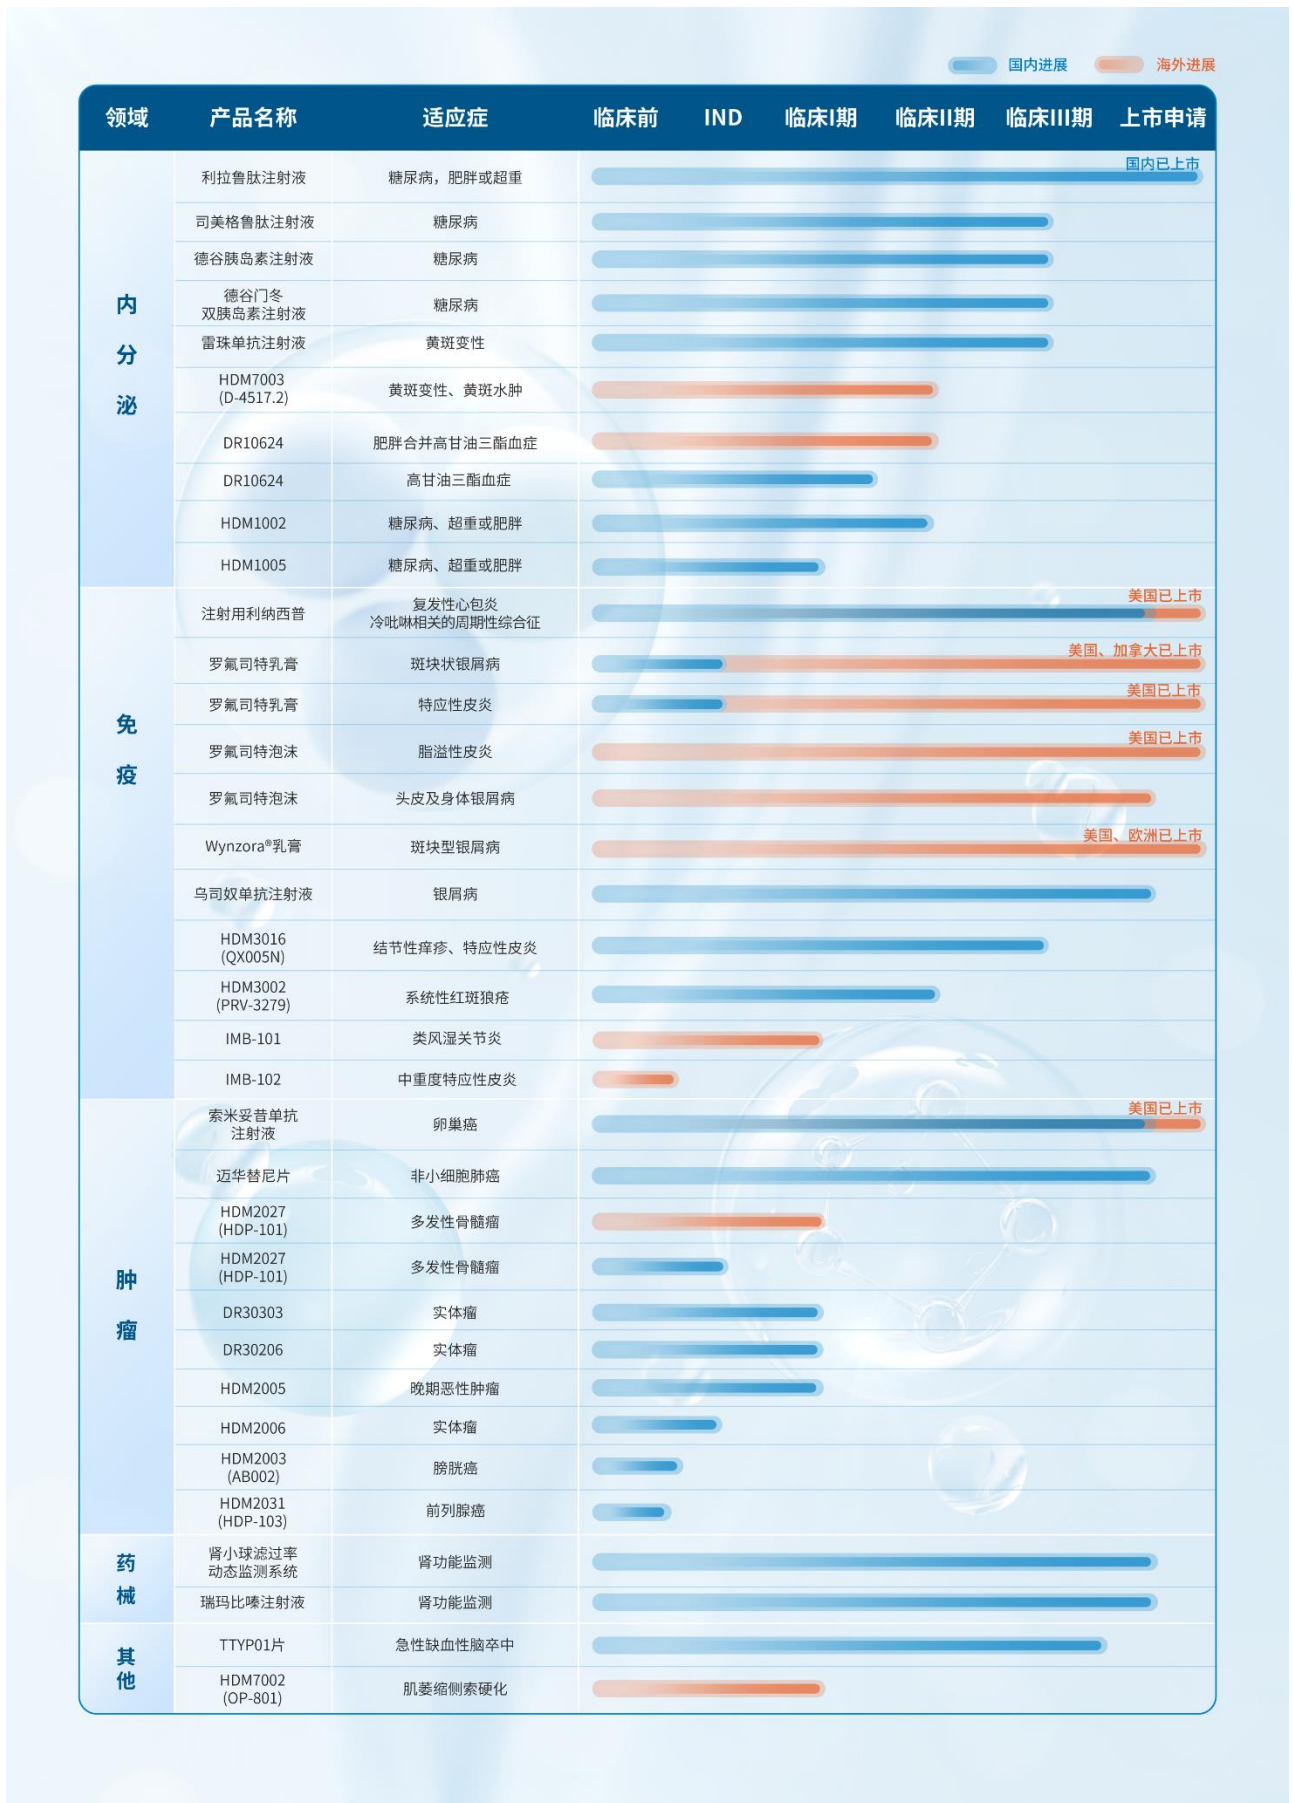 国内进展 海外进展
领域 产品名称 适应症 临床前 IND 临床I期 临床II期 临床III期 上市申请
内分泌
国内已上市
利拉鲁肽注射液 糖尿病，肥胖或超重
司美格鲁肽注射液 糖尿病
德谷胰岛素注射液 糖尿病
德谷门冬
双胰岛素注射液 糖尿病
雷珠单抗注射液 黄斑变性
HDM7003
(D-4517.2) 黄斑变性、黄斑水肿
DR10624 肥胖合并高甘油三酯血症
DR10624 高甘油三酯血症
HDM1002 糖尿病、超重或肥胖
HDM1005 糖尿病、超重或肥胖
免疫
美国已上市
注射用利纳西普 复发性心包炎
冷吡啉相关的周期性综合征
美国、加拿大已上市
罗氟司特乳膏 斑块状银屑病
美国已上市
罗氟司特乳膏 特应性皮炎
美国已上市
罗氟司特泡沫 脂溢性皮炎
罗氟司特泡沫 头皮及身体银屑病
美国、欧洲已上市
Wynzora®乳膏 斑块型银屑病
乌司奴单抗注射液 银屑病
HDM3016
(QX005N) 结节性痒疹、特应性皮炎
HDM3002
(PRV-3279) 系统性红斑狼疮
IMB-101 类风湿关节炎
IMB-102 中重度特应性皮炎
肿瘤
美国已上市
索米妥昔单抗
注射液 卵巢癌
迈华替尼片 非小细胞肺癌
HDM2027
(HDP-101) 多发性骨髓瘤
HDM2027
(HDP-101) 多发性骨髓瘤
DR30303 实体瘤
DR30206 实体瘤
HDM2005 晚期恶性肿瘤
HDM2006 实体瘤
HDM2003
(AB002) 膀胱癌
HDM2031
(HDP-103) 前列腺癌
药械
肾小球滤过率
动态监测系统 肾功能监测
瑞玛比嗪注射液 肾功能监测
其他
TTYP01片 急性缺血性脑卒中
HDM7002
(OP-801) 肌萎缩侧索硬化